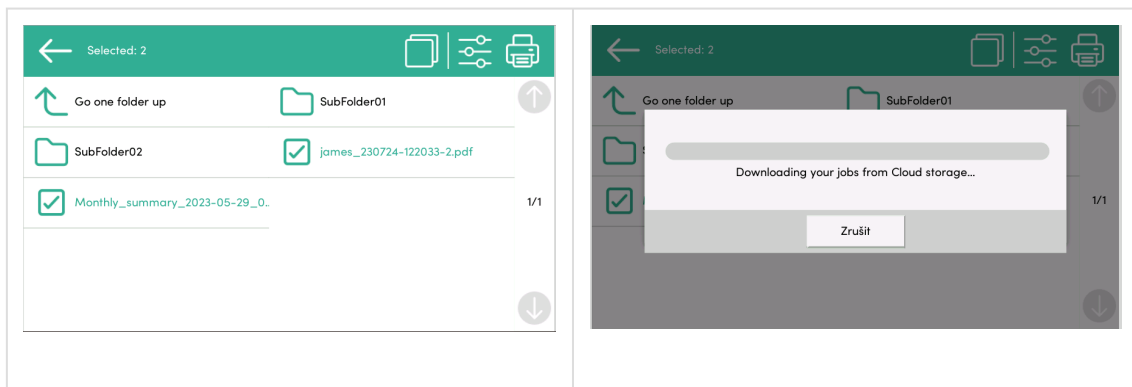 Selected: 2
Go one folder up
SubFolder01
SubFolder02
james_230724-122033-2.pdf
Monthly_summary_2023-05-29_0..
1/1
Selected: 2
Go one folder up
SubFolder01
Downloading your jobs from Cloud storage...
1/1
Zrušit